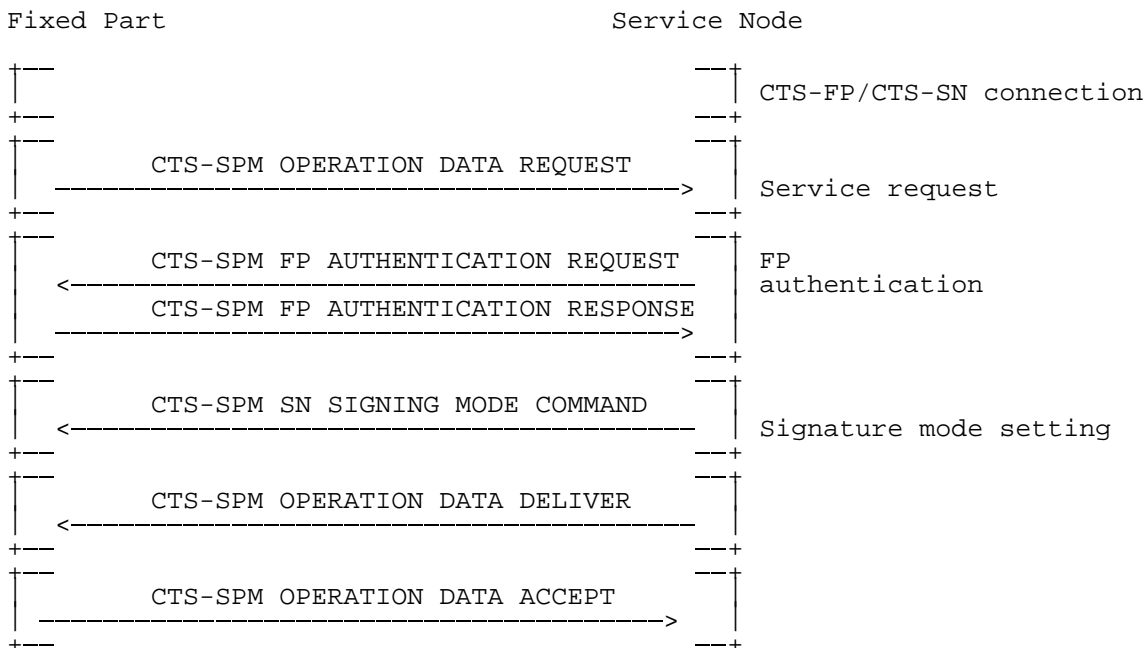 Fixed Part Service Node
CTS-FP/CTS-SN connection
CTS-SPM OPERATION DATA REQUEST
Service request
CTS-SPM FP AUTHENTICATION REQUEST FP
authentication
CTS-SPM FP AUTHENTICATION RESPONSE
CTS-SPM SN SIGNING MODE COMMAND
Signature mode setting
CTS-SPM OPERATION DATA DELIVER
CTS-SPM OPERATION DATA ACCEPT